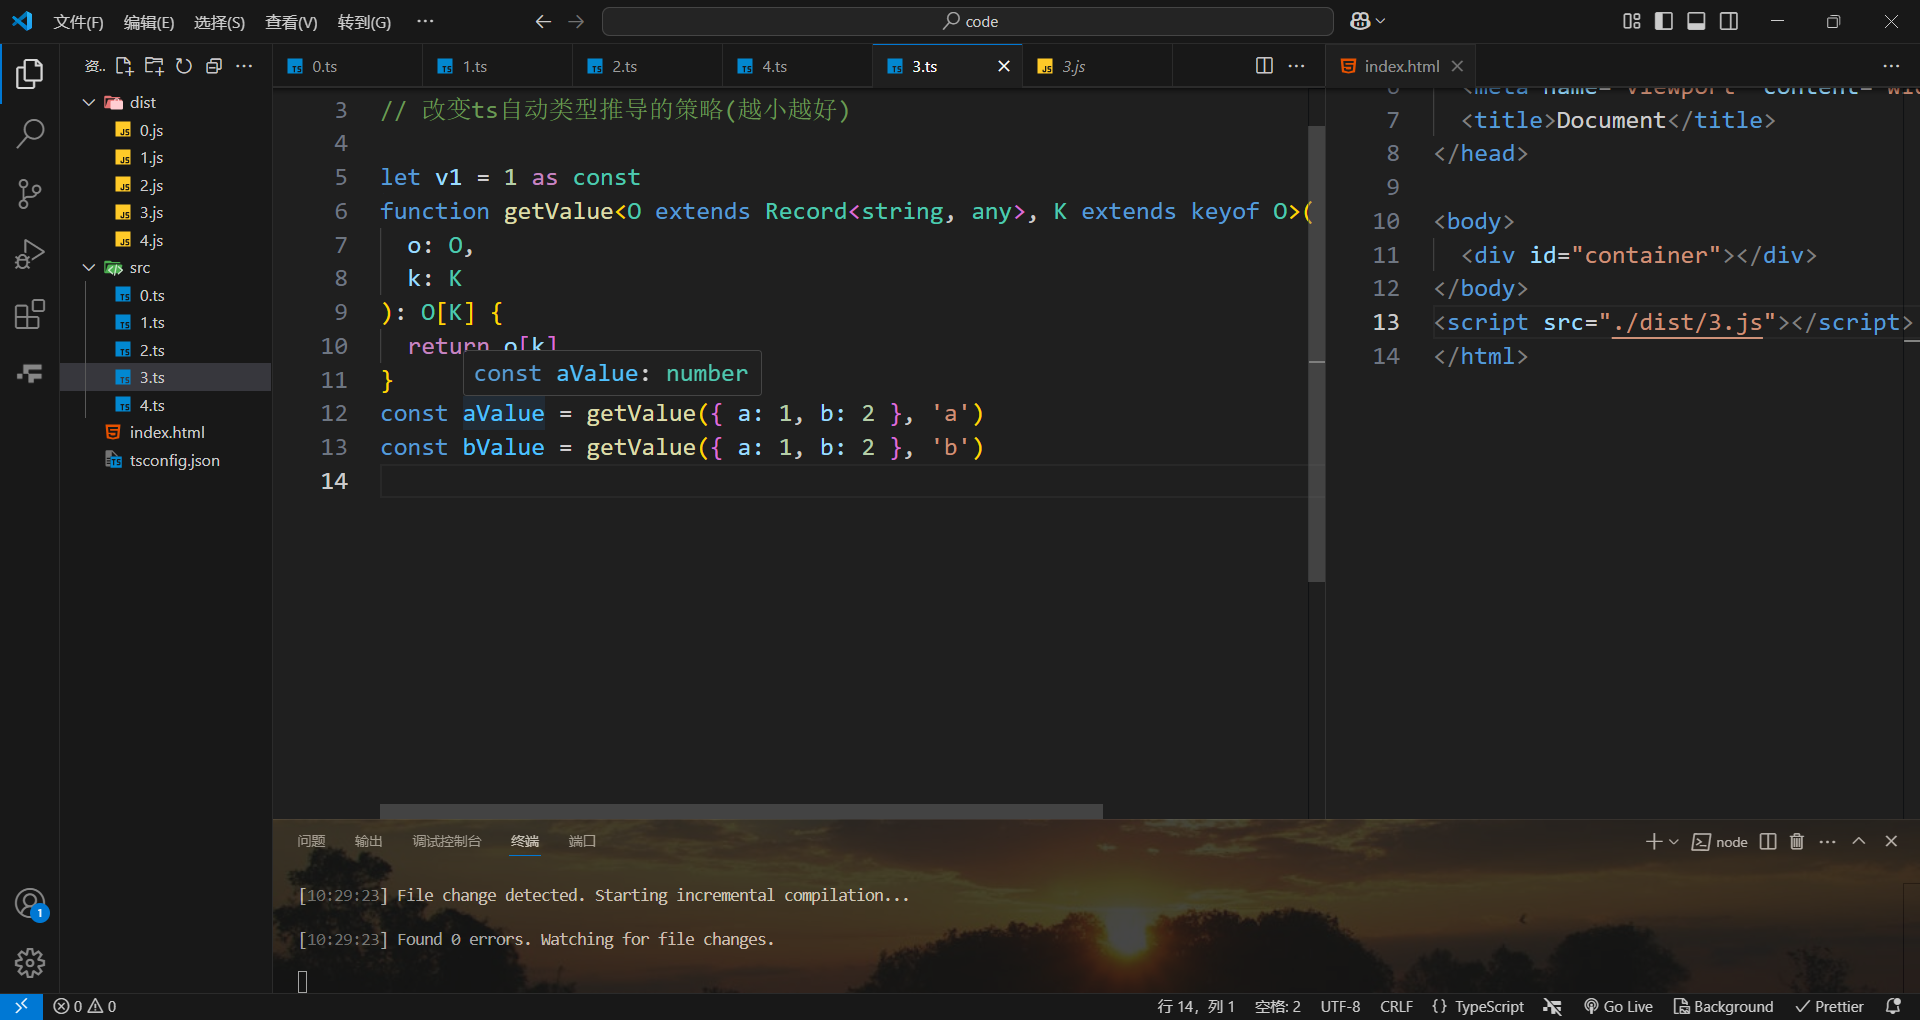 文件(F) 编辑(E) 选择(S) 查看(V) 转到(G) ··· code
资.. ···
dist
0.js
1.js
2.js
3.js
4.js
src
0.ts
1.ts
2.ts
3.ts
4.ts
index.html
tsconfig.json
0.ts 1.ts 2.ts 4.ts 3.ts 3.js
3 // 改变ts自动类型推导的策略(越小越好)
4
5 let v1 = 1 as const
6 function getValue<O extends Record<string, any>, K extends keyof O>(
7 o: O,
8 k: K
9 ): O[K] {
10 return o[k]
const aValue: number
11 }
12 const aValue = getValue({ a: 1, b: 2 }, 'a')
13 const bValue = getValue({ a: 1, b: 2 }, 'b')
14
index.html
6 <meta name="viewport" content="wi
7 <title>Document</title>
8 </head>
9
10 <body>
11 <div id="container"></div>
12 </body>
13 <script src="./dist/3.js"></script>
14 </html>
问题 输出 调试控制台 终端 端口
node
[10:29:23] File change detected. Starting incremental compilation...
[10:29:23] Found 0 errors. Watching for file changes.
1
0 0
行 14，列 1 空格: 2 UTF-8 CRLF {} TypeScript Go Live Background Prettier